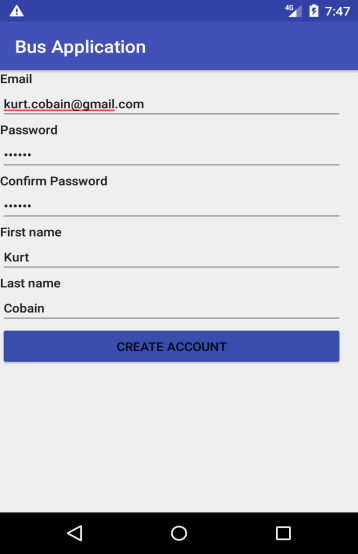 4G 7:47
Bus Application
Email
kurt.cobain@gmail.com
Password
••••••
Confirm Password
••••••
First name
Kurt
Last name
Cobain
CREATE ACCOUNT